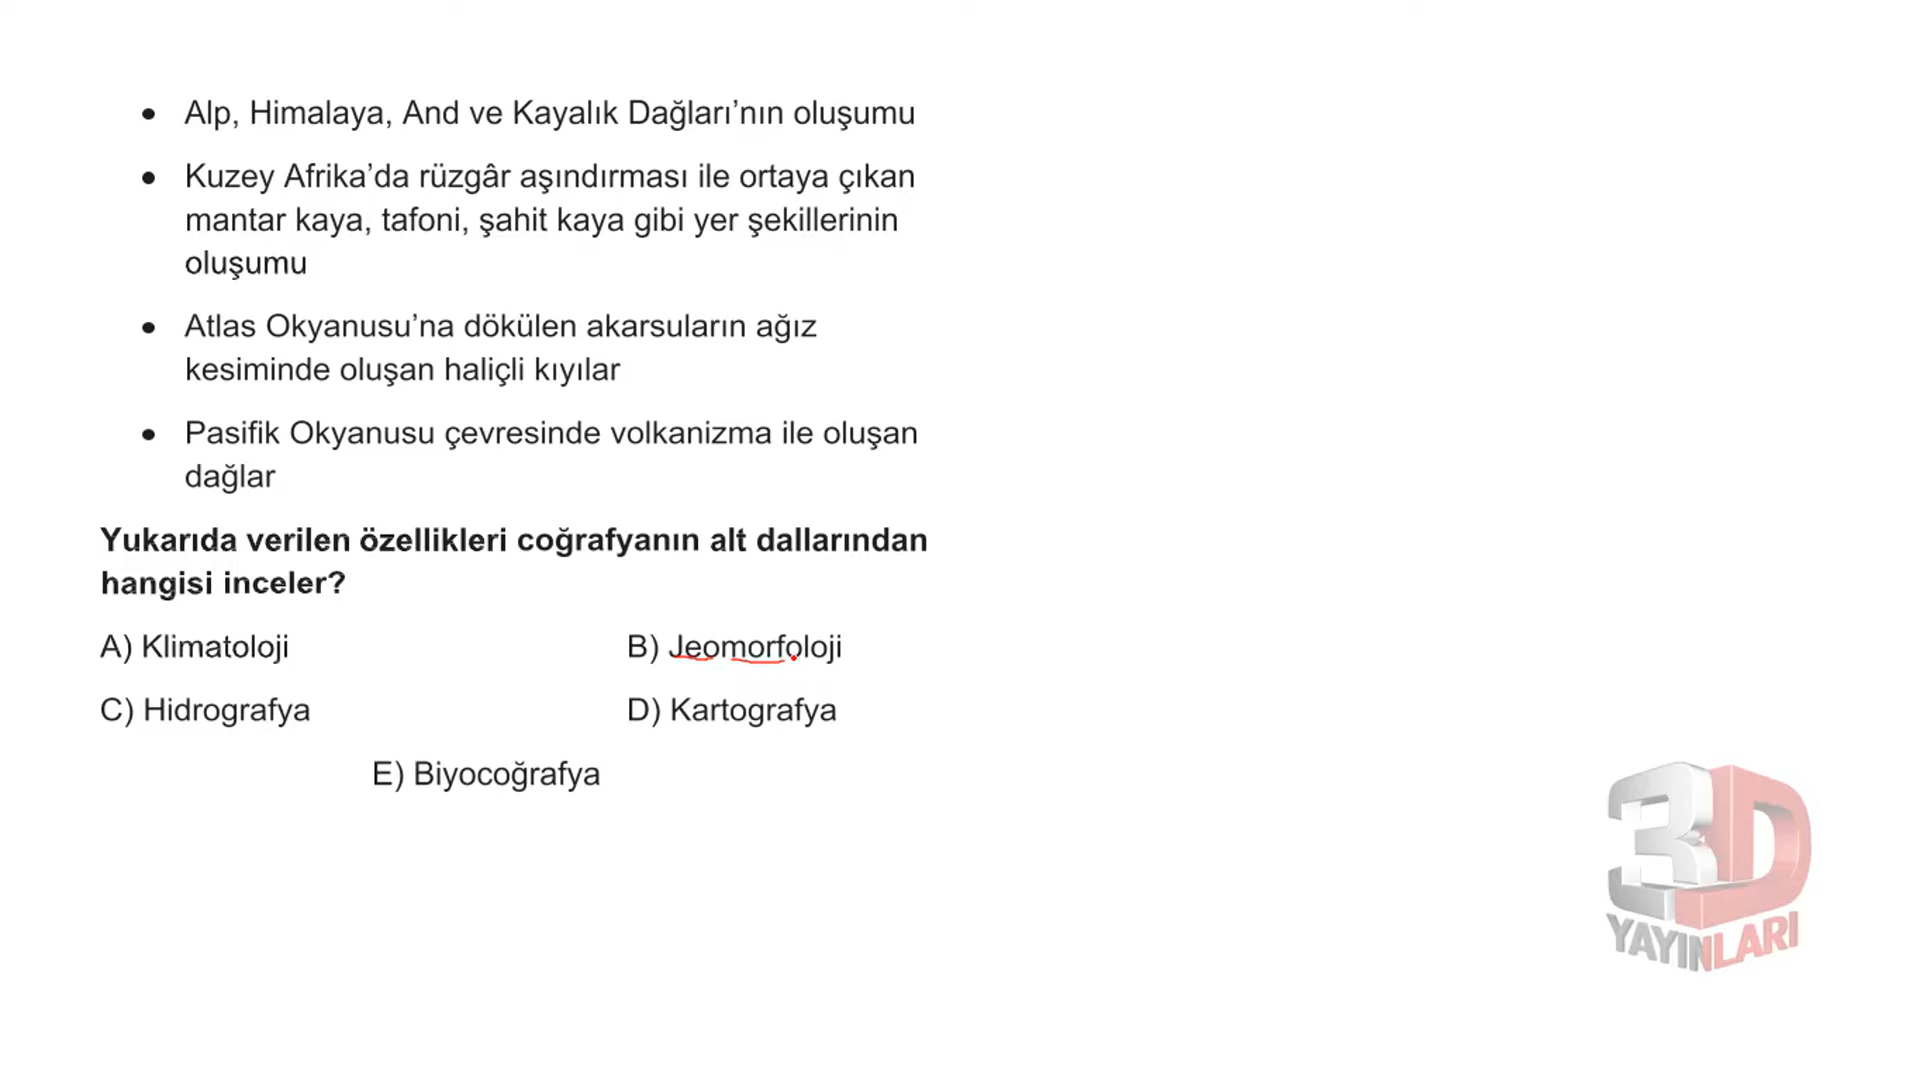 • Alp, Himalaya, And ve Kayalık Dağları’nın oluşumu
• Kuzey Afrika’da rüzgâr aşındırması ile ortaya çıkan
mantar kaya, tafoni, şahit kaya gibi yer şekillerinin
oluşumu
• Atlas Okyanusu’na dökülen akarsuların ağız
kesiminde oluşan haliçli kıyılar
• Pasifik Okyanusu çevresinde volkanizma ile oluşan
dağlar
Yukarıda verilen özellikleri coğrafyanın alt dallarından
hangisi inceler?
A) Klimatoloji
B) Jeomorfoloji
C) Hidrografya
D) Kartografya
E) Biyocoğrafya
3D
YAYINLARI